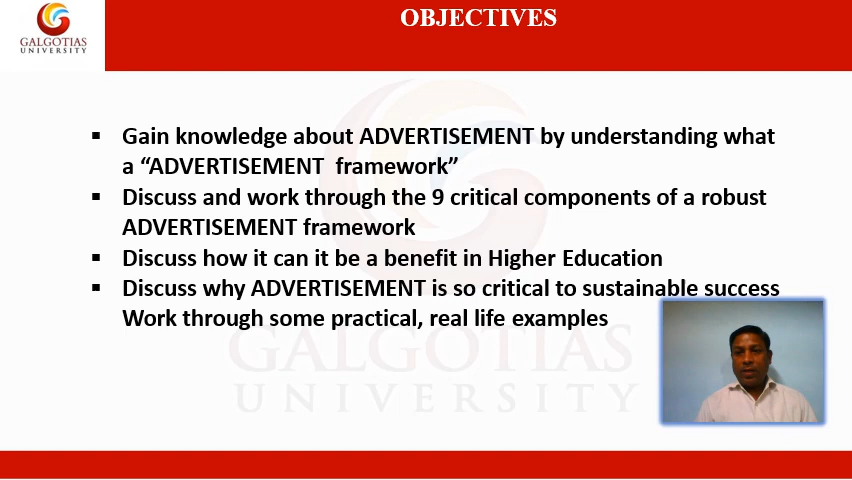 GALGOTIAS
UNIVERSITY
OBJECTIVES
▪ Gain knowledge about ADVERTISEMENT by understanding what
a “ADVERTISEMENT framework”
▪ Discuss and work through the 9 critical components of a robust
ADVERTISEMENT framework
▪ Discuss how it can it be a benefit in Higher Education
▪ Discuss why ADVERTISEMENT is so critical to sustainable success
Work through some practical, real life examples
GALGOTIAS
UNIVERSITY